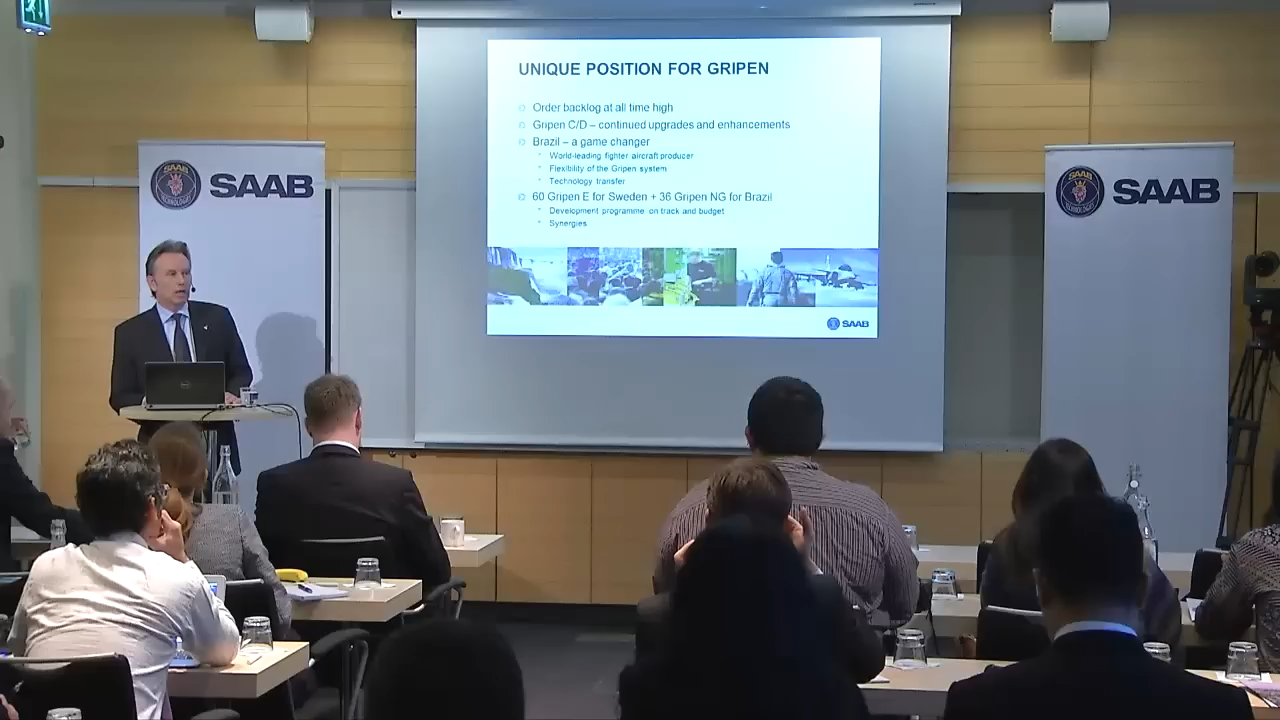 UNIQUE POSITION FOR GRIPEN
Order backlog at all time high
Gripen C/D – continued upgrades and enhancements
Brazil – a game changer
World-leading fighter aircraft producer
Flexibility of the Gripen system
Technology transfer
60 Gripen E for Sweden + 36 Gripen NG for Brazil
Development programme on track and budget
Synergies
SAAB
SAAB
SAAB
SAAB
SAAB